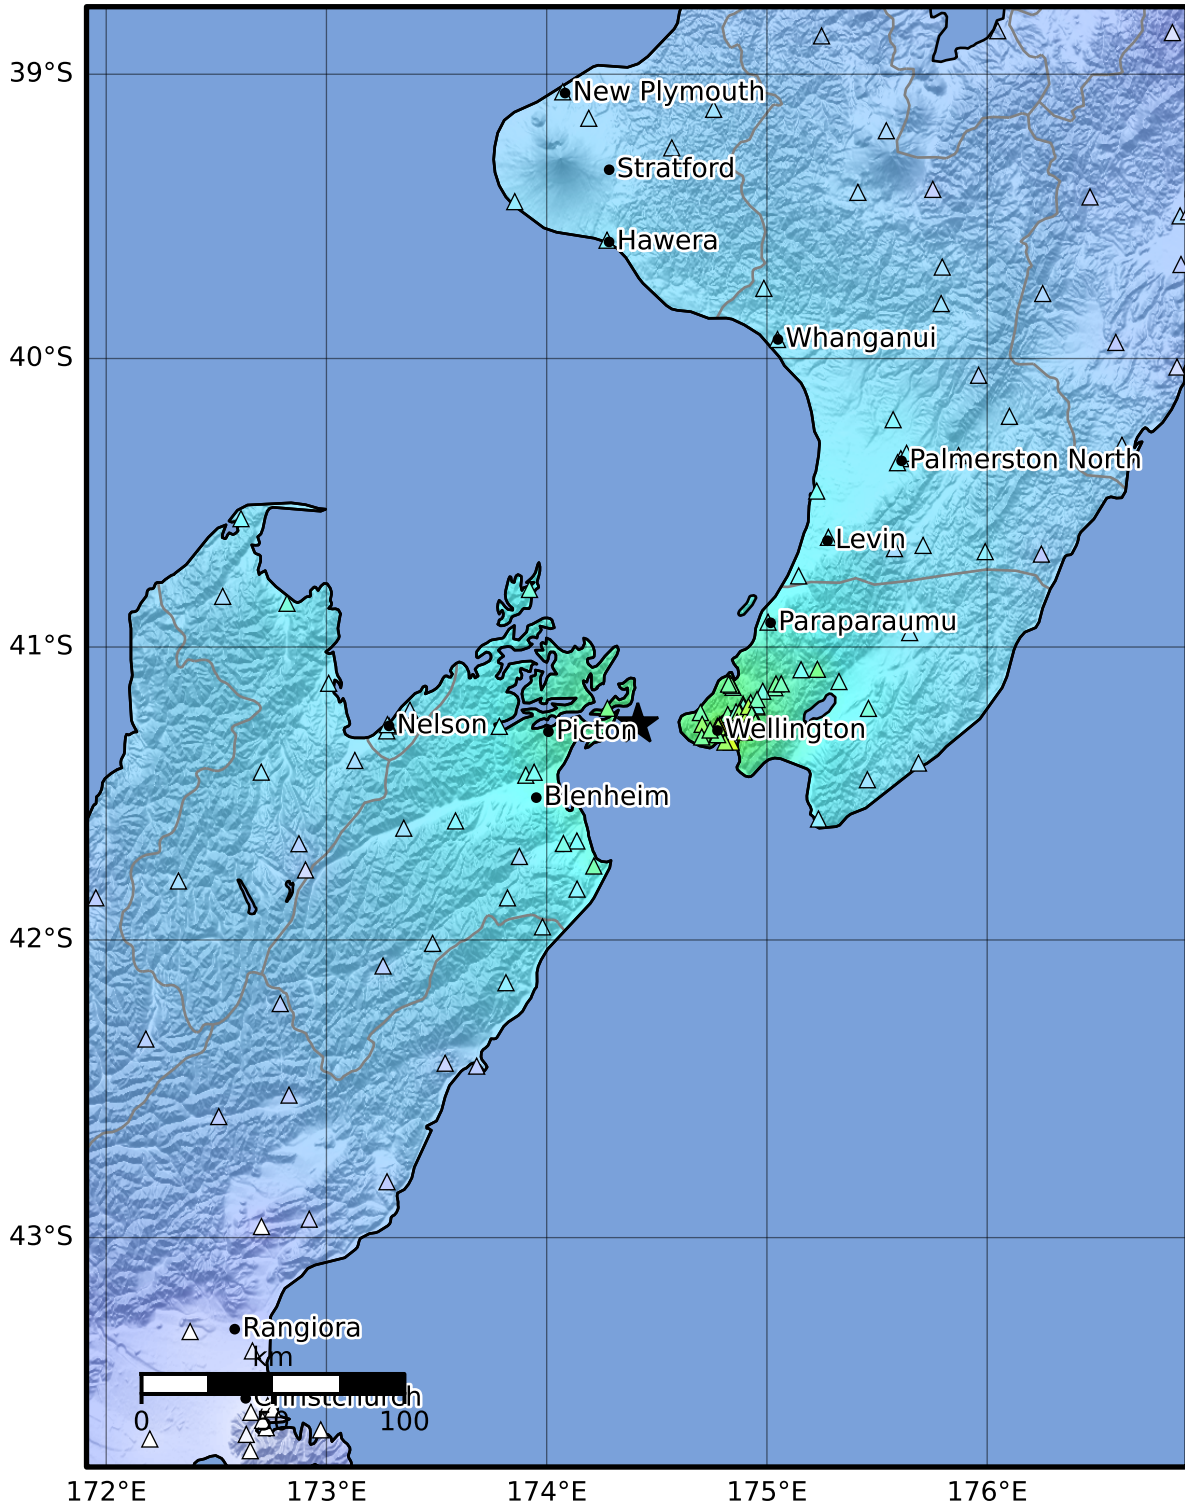 39°S
New Plymouth
Stratford
Hawera
Whanganui
40°S
Palmerston North
Levin
Paraparaumu
41°S
Nelson
Picton
Wellington
Blenheim
42°S
43°S
Rangiora
km
Christchurch
0
100
172°E
173°E
174°E
175°E
176°E